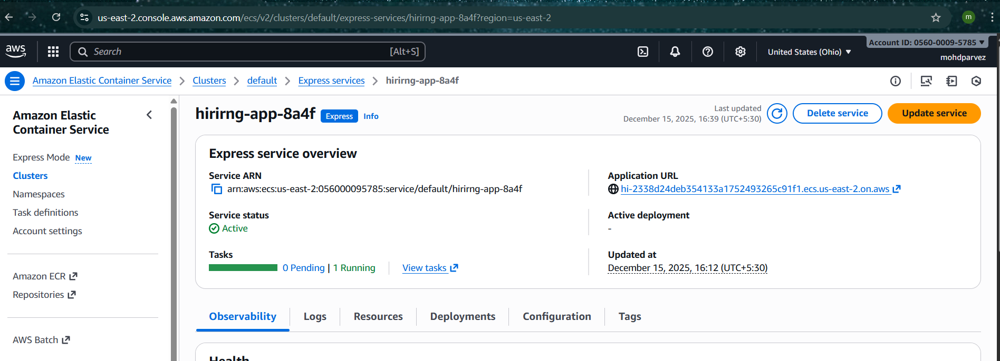 us-east-2.console.aws.amazon.com/ecs/v2/clusters/default/express-services/hirirng-app-8a4f?region=us-east-2
m
aws
Search
[Alt+S]
United States (Ohio)
Account ID: 0560-0009-5785
mohdparvez
Amazon Elastic Container Service
Clusters
default
Express services
hirirng-app-8a4f
Amazon Elastic
Container Service
Express Mode New
Clusters
Namespaces
Task definitions
Account settings
Amazon ECR
Repositories
AWS Batch
hirirng-app-8a4f Express Info
Last updated
December 15, 2025, 16:39 (UTC+5:30)
Delete service
Update service
Express service overview
Service ARN
arn:aws:ecs:us-east-2:056000095785:service/default/hirirng-app-8a4f
Application URL
hi-2338d24deb354133a1752493265c91f1.ecs.us-east-2.on.aws
Service status
Active
Active deployment
-
Tasks
0 Pending | 1 Running
View tasks
Updated at
December 15, 2025, 16:12 (UTC+5:30)
Observability
Logs
Resources
Deployments
Configuration
Tags
Health